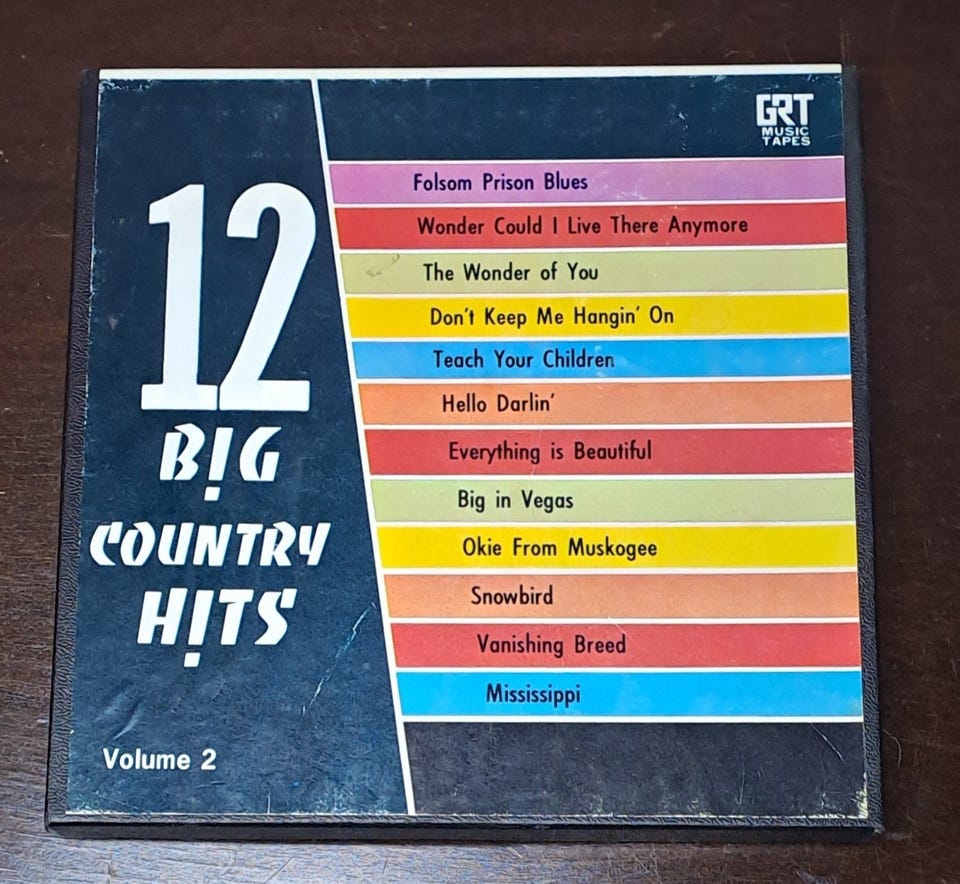 12
B!G
COUNTRY
H!TS
Volume 2
GRT
MUSIC
TAPES
Folsom Prison Blues
Wonder Could I Live There Anymore
The Wonder of You
Don't Keep Me Hangin' On
Teach Your Children
Hello Darlin'
Everything is Beautiful
Big in Vegas
Okie From Muskogee
Snowbird
Vanishing Breed
Mississippi